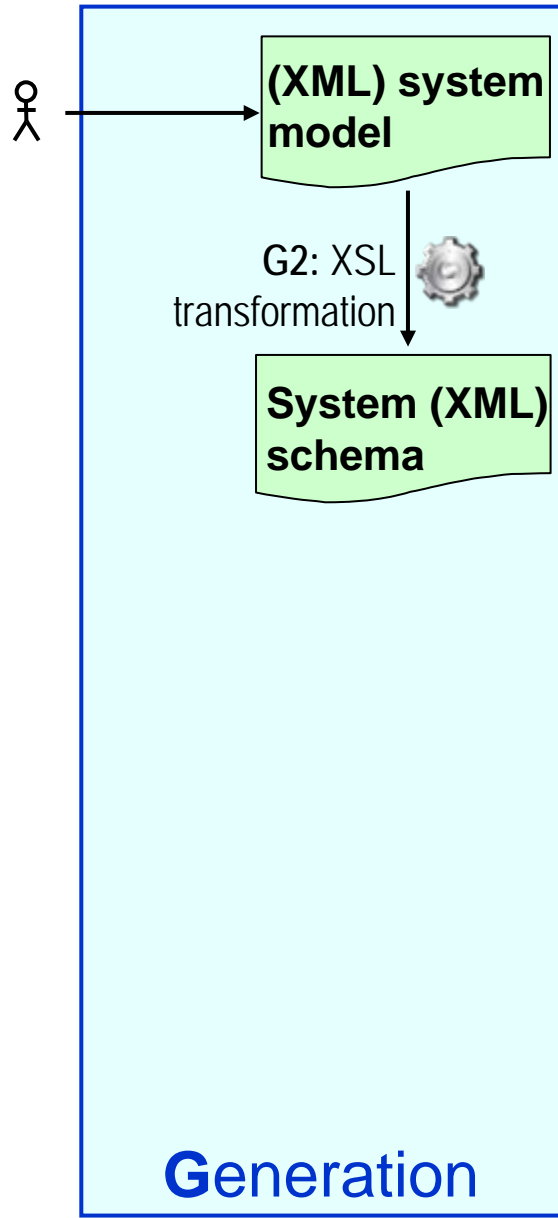 (XML) system
model
G2: XSL
transformation
System (XML)
schema
Generation